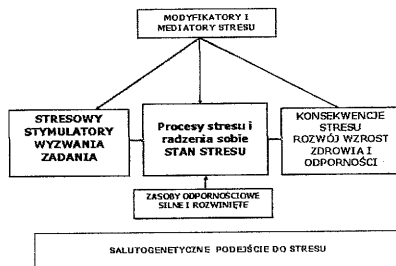 MODYFIKATORY I
MEDIATORY STRESU
STRESOWY
STYMULATORY
WYZWANIA
ZADANIA
Procesy stresu i
radzenia sobie
STAN STRESU
KONSEKWENCJE
STRESU
ROZWÓJ WZROST
ZDROWIA I
ODPORNOŚCI
ZASOBY ODPORNOŚCIOWE
SILNE I ROZWINIĘTE
SALUTOGENETYCZNE PODEJŚCIE DO STRESU